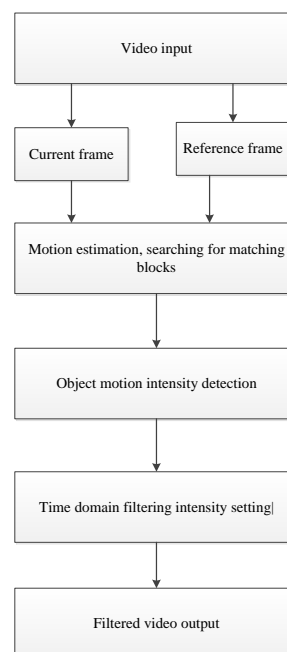 Video input
Current frame
Reference frame
Motion estimation, searching for matching
blocks
Object motion intensity detection
Time domain filtering intensity setting|
Filtered video output